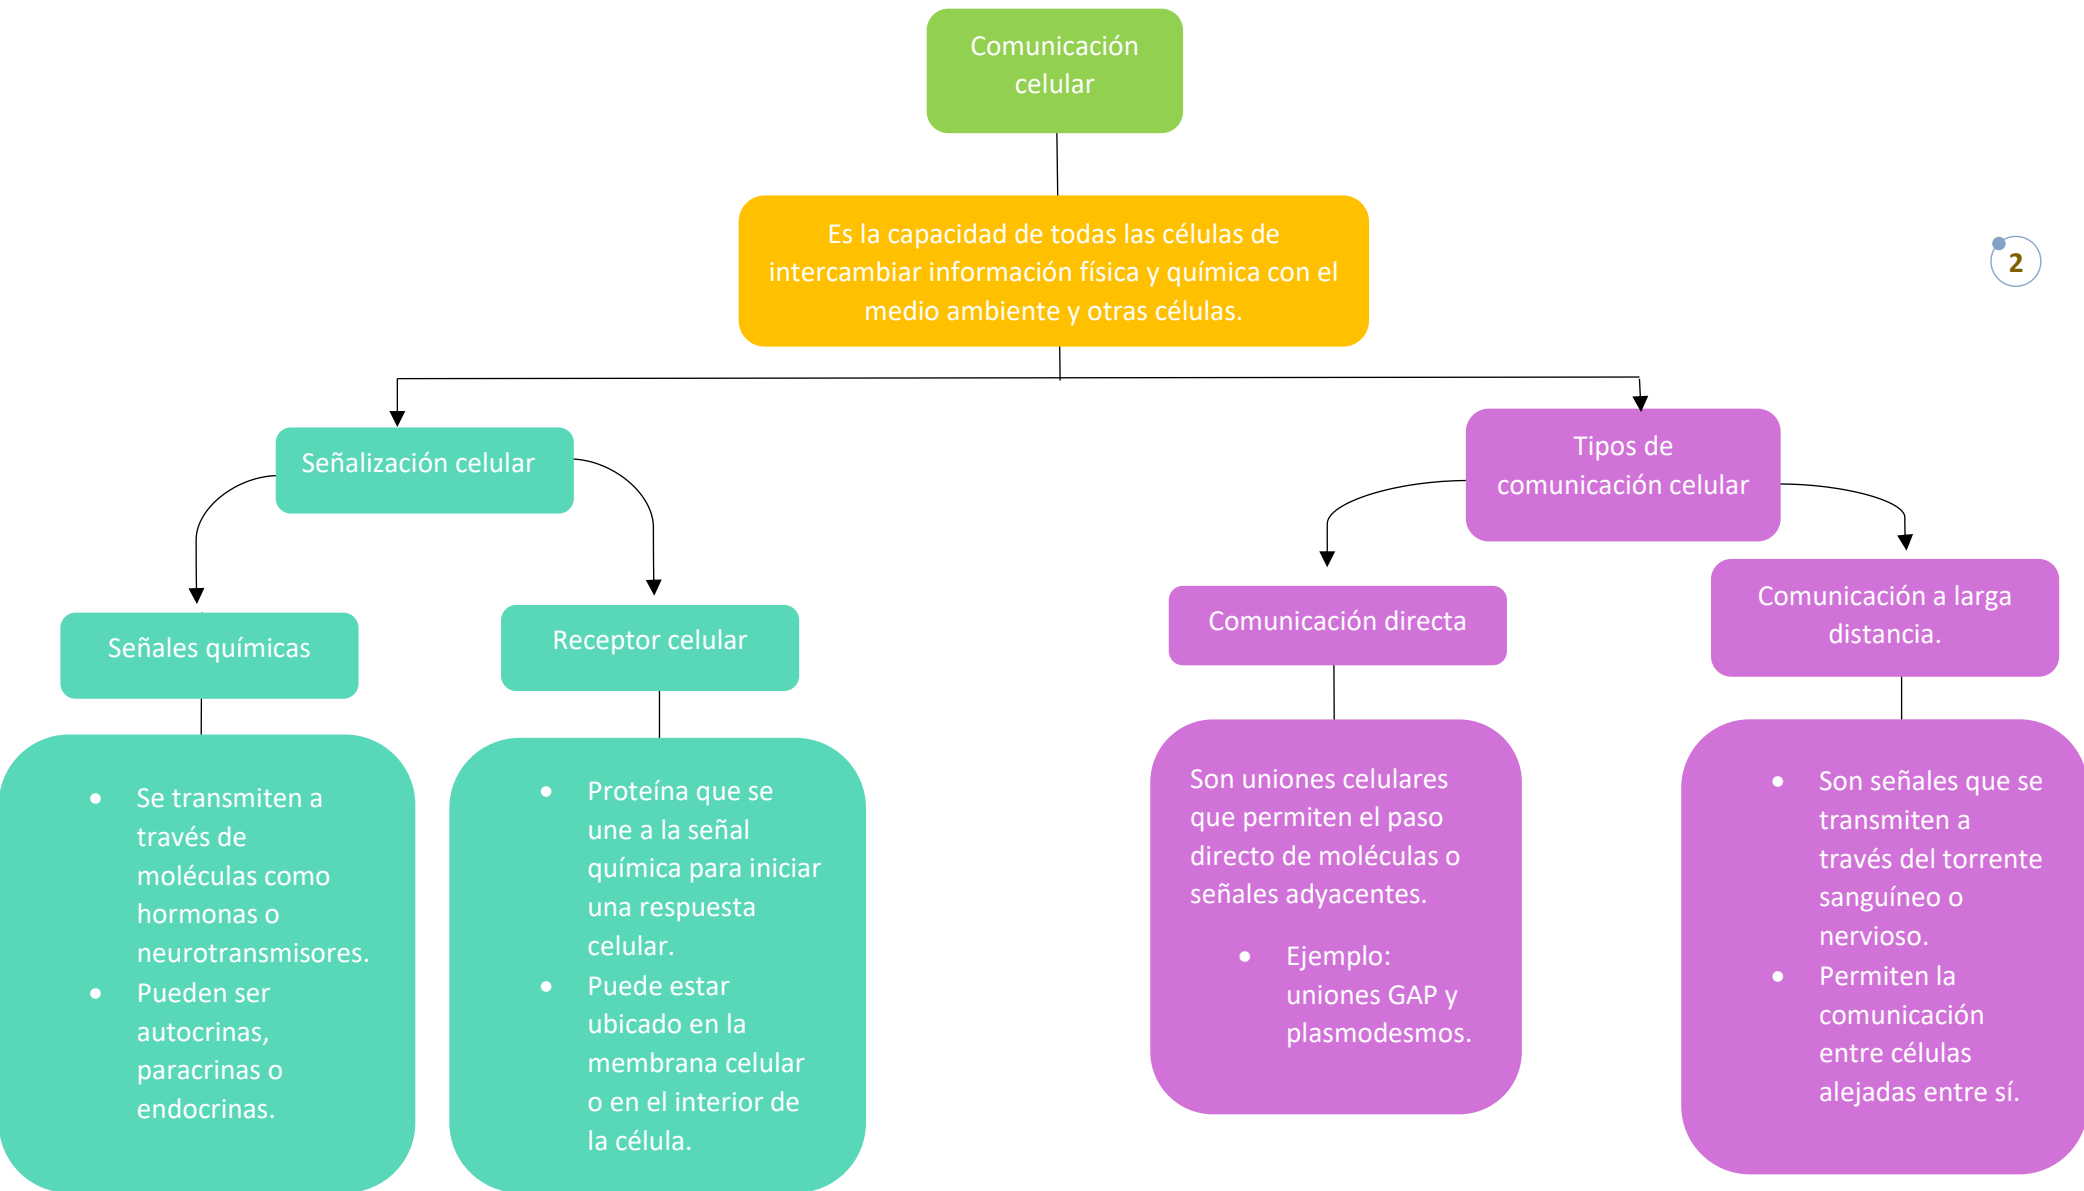 Comunicación
celular
Es la capacidad de todas las células de
intercambiar información física y química con el
medio ambiente y otras células.
2
Señalización celular
Tipos de
comunicación celular
Señales químicas
Receptor celular
Comunicación directa
Comunicación a larga
distancia.
● Se transmiten a
través de
moléculas como
hormonas o
neurotransmisores.
● Pueden ser
autocrinas,
paracrinas o
endocrinas.
● Proteína que se
une a la señal
química para iniciar
una respuesta
celular.
● Puede estar
ubicado en la
membrana celular
o en el interior de
la célula.
Son uniones celulares
que permiten el paso
directo de moléculas o
señales adyacentes.
● Ejemplo:
uniones GAP y
plasmodesmos.
● Son señales que se
transmiten a
través del torrente
sanguíneo o
nervioso.
● Permiten la
comunicación
entre células
alejadas entre sí.